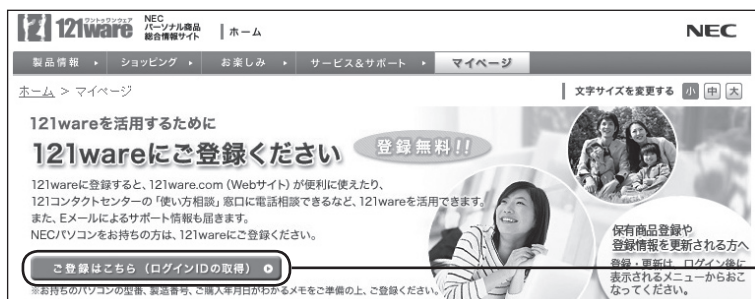 121ware
ワントゥワンウェア
NEC
パーソナル商品
総合情報サイト
ホーム
NEC
製品情報
ショッピング
お楽しみ
サービス&サポート
マイページ
ホーム > マイページ
文字サイズを変更する 小 中 大
121wareを活用するために
121wareにご登録ください
登録無料!!
121wareに登録すると、121ware.com(Webサイト)が便利に使えたり、
121コンタクトセンターの「使い方相談」窓口に電話相談できるなど、121wareを活用できます。
また、Eメールによるサポート情報も届きます。
NECパソコンをお持ちの方は、121wareにご登録ください。
ご登録はこちら(ログインIDの取得)
※お持ちのパソコンの型番、製造番号、ご購入年月日がわかるメモをご準備の上、ご登録ください。
保有商品登録や
登録情報を更新される方へ
登録・更新は、ログイン後に
表示されるメニューからおこ
なってください。